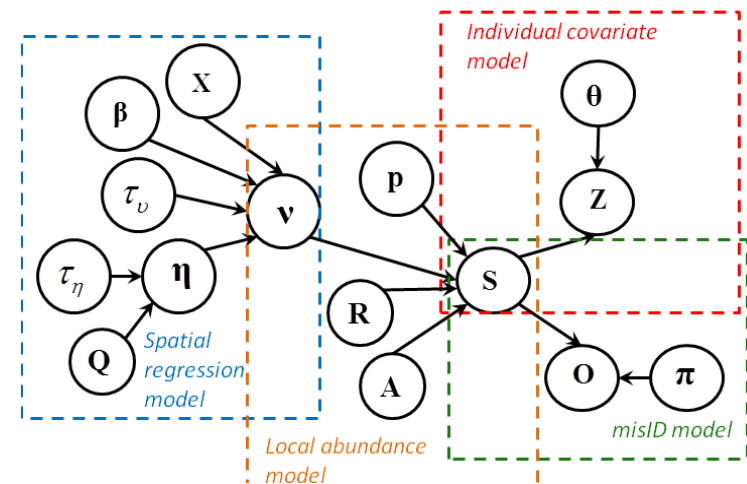 Individual covariate
model
X
θ
β
p
τ_υ
ν
Z
τ_η
η
S
R
Q
Spatial
regression
model
A
O
π
misID model
Local abundance
model